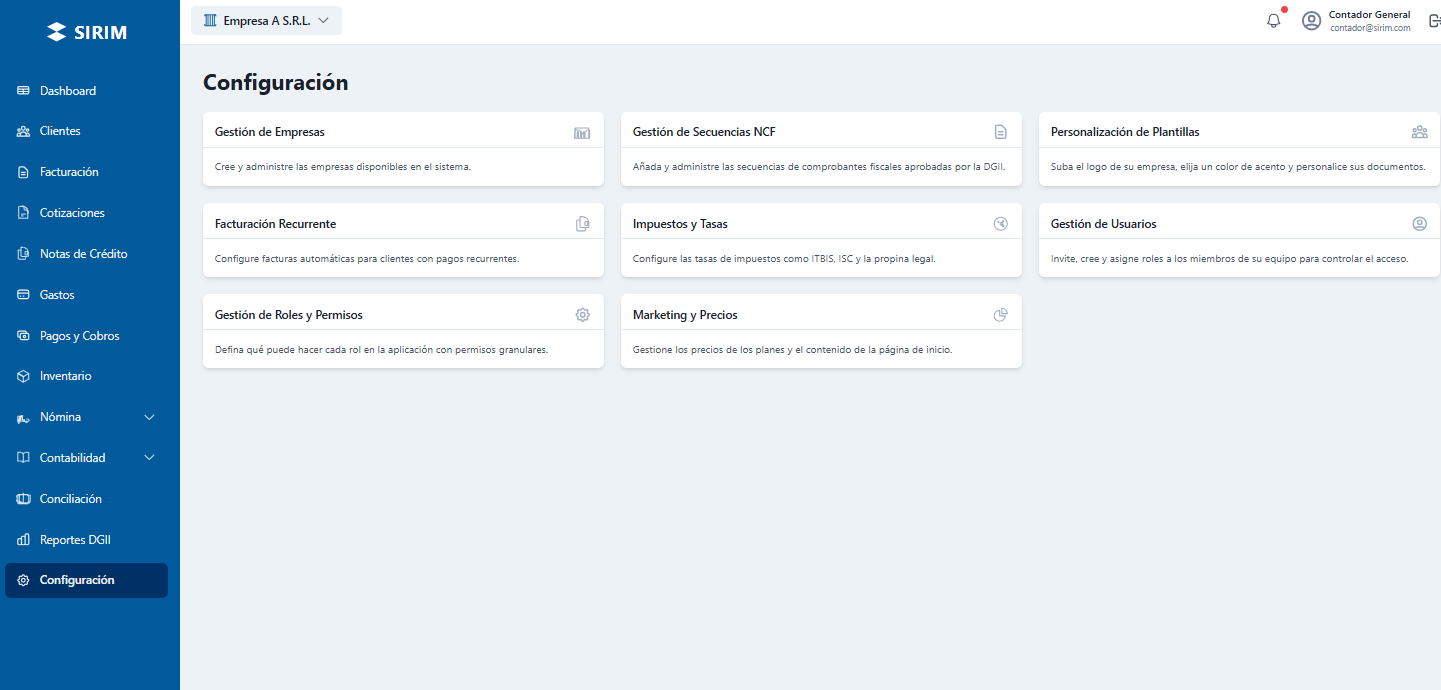 SIRIM
Dashboard
Clientes
Facturación
Cotizaciones
Notas de Crédito
Gastos
Pagos y Cobros
Inventario
Nómina
Contabilidad
Conciliación
Reportes DGII
Configuración
Empresa A S.R.L.
Contador General
contador@sirim.com
Configuración
Gestión de Empresas
Cree y administre las empresas disponibles en el sistema.
Gestión de Secuencias NCF
Añada y administre las secuencias de comprobantes fiscales aprobadas por la DGII.
Personalización de Plantillas
Suba el logo de su empresa, elija un color de acento y personalice sus documentos.
Facturación Recurrente
Configure facturas automáticas para clientes con pagos recurrentes.
Impuestos y Tasas
Configure las tasas de impuestos como ITBIS, ISC y la propina legal.
Gestión de Usuarios
Invite, cree y asigne roles a los miembros de su equipo para controlar el acceso.
Gestión de Roles y Permisos
Defina qué puede hacer cada rol en la aplicación con permisos granulares.
Marketing y Precios
Gestione los precios de los planes y el contenido de la página de inicio.